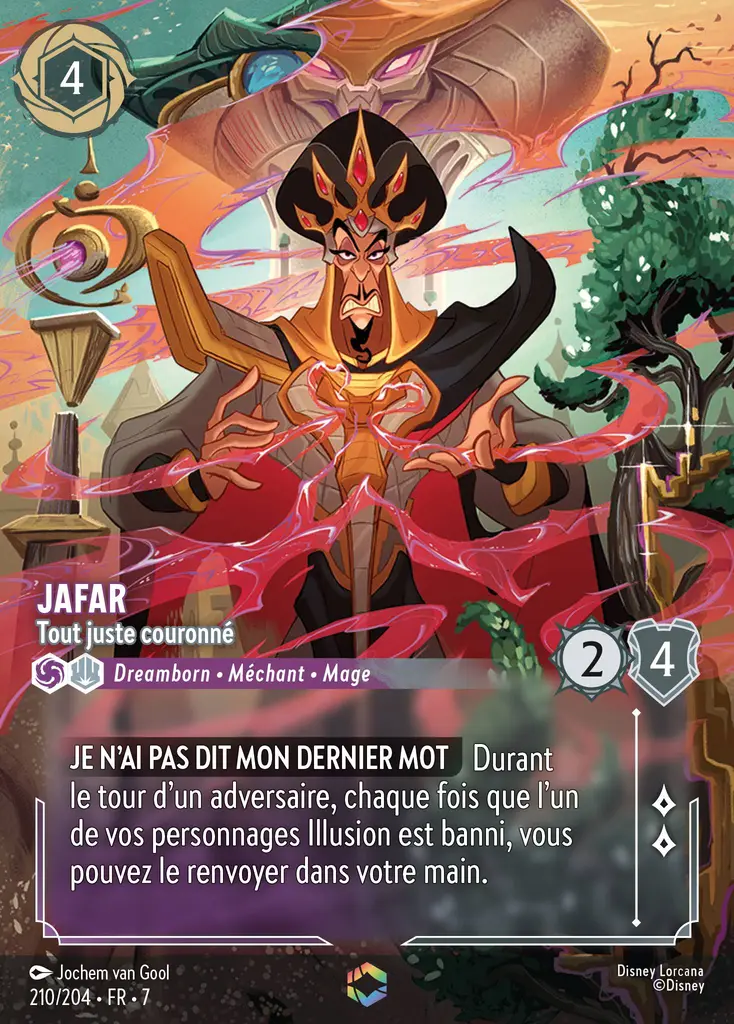 4
JAFAR
Tout juste couronné
2
4
Dreamborn • Méchant • Mage
JE N'AI PAS DIT MON DERNIER MOT Durant
le tour d'un adversaire, chaque fois que l'un
de vos personnages Illusion est banni, vous
pouvez le renvoyer dans votre main.
Jochem van Gool
210/204 • FR • 7
Disney Lorcana
©Disney